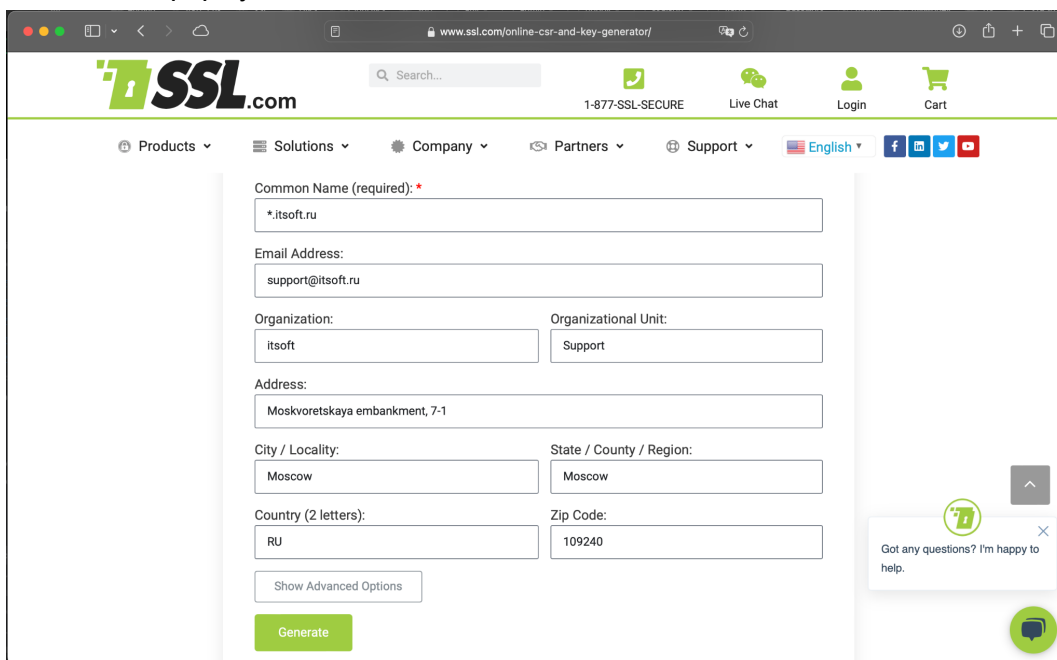 www.ssl.com/online-csr-and-key-generator/
SSL.com
Search...
1-877-SSL-SECURE
Live Chat
Login
Cart
Products
Solutions
Company
Partners
Support
English
Common Name (required): *
*.itsoft.ru
Email Address:
support@itsoft.ru
Organization:
Organizational Unit:
itsoft
Support
Address:
Moskvoretskaya embankment, 7-1
City / Locality:
State / County / Region:
Moscow
Moscow
Country (2 letters):
Zip Code:
RU
109240
Got any questions? I'm happy to
help.
Show Advanced Options
Generate